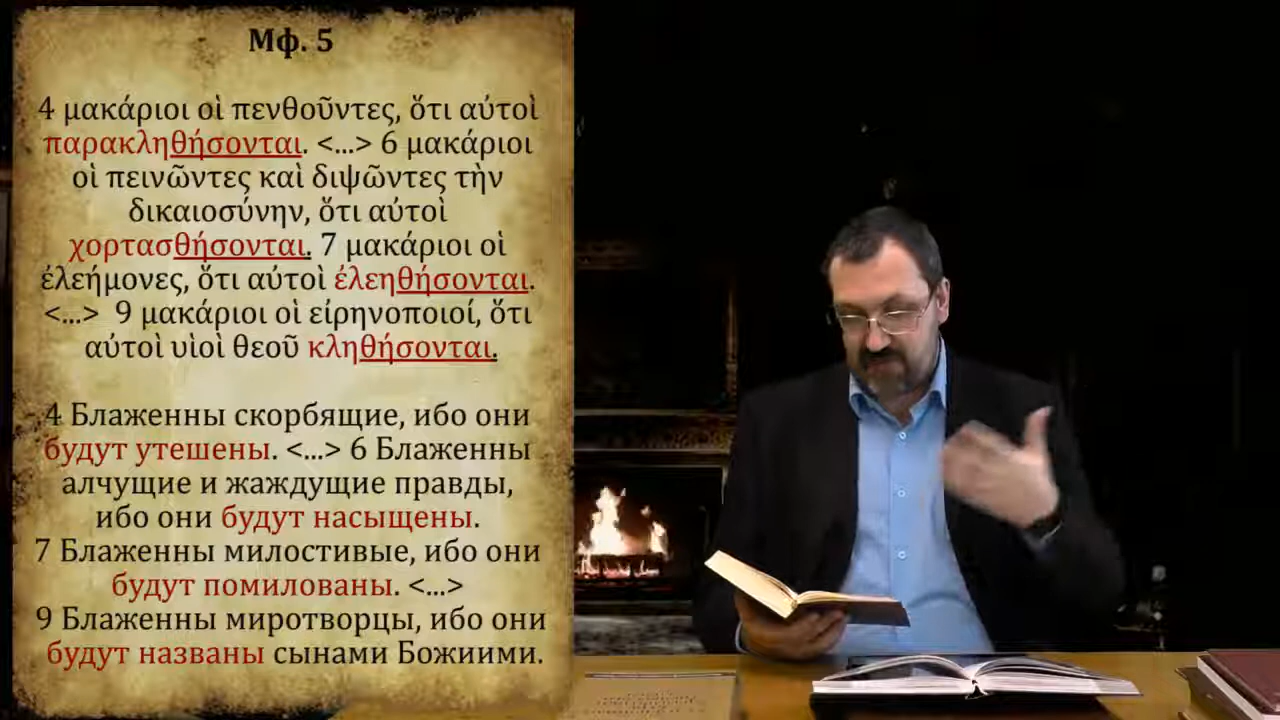 Мф. 5
4 μακάριοι οἱ πενθοῦντες, ὅτι αὐτοὶ
παρακληθήσονται. <...> 6 μακάριοι
οἱ πεινῶντες καὶ διψῶντες τὴν
δικαιοσύνην, ὅτι αὐτοὶ
χορτασθήσονται. 7 μακάριοι οἱ
ἐλεήμονες, ὅτι αὐτοὶ ἐλεηθήσονται.
<...> 9 μακάριοι οἱ εἰρηνοποιοί, ὅτι
αὐτοὶ υἱοὶ θεοῦ κληθήσονται.
4 Блаженны скорбящие, ибо они
будут утешены. <...> 6 Блаженны
алчущие и жаждущие правды,
ибо они будут насыщены.
7 Блаженны милостивые, ибо они
будут помилованы. <...>
9 Блаженны миротворцы, ибо они
будут названы сынами Божиими.